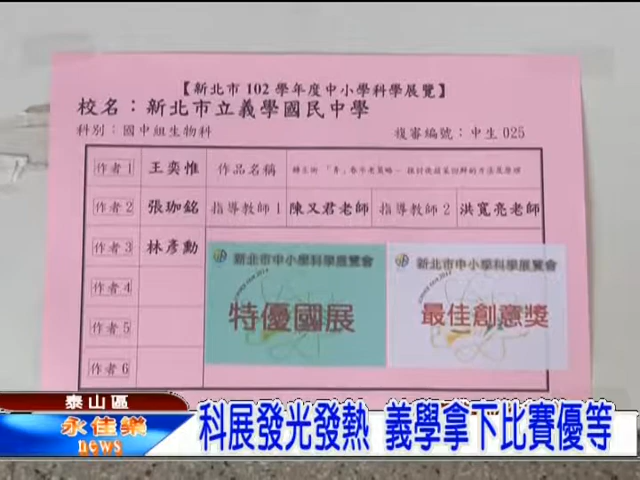 【新北市 102 學年度中小學科學展覽】
校名：新北市立義學國民中學
科別：國中組生物科 複審編號：中生 025
作者 1 王奕惟 作品名稱
作者 2 張珈銘 指導教師 1 陳又君老師 指導教師 2 洪寬亮老師
作者 3 林彥勳
新北市中小學科學展覽會 新北市中小學科學展覽會
特優國展 最佳創意獎
作者 4
作者 5
作者 6
泰山區
永佳樂
news
科展發光發熱 義學拿下比賽優等